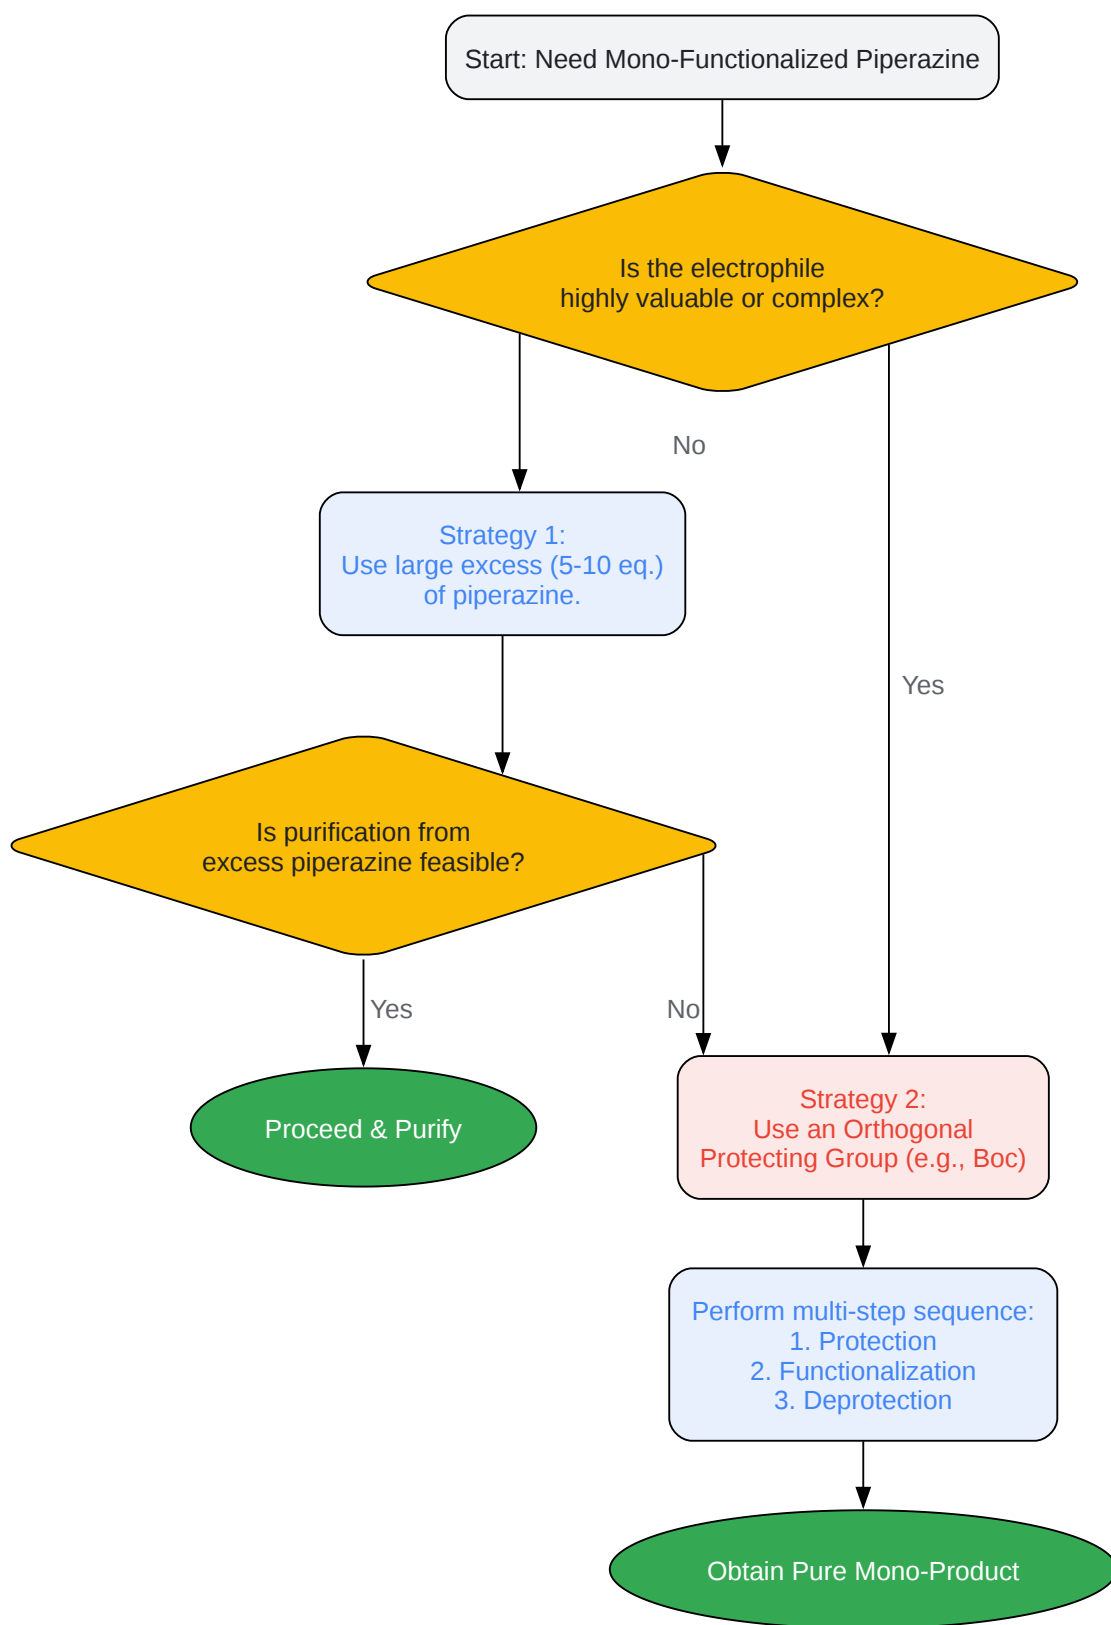 Start: Need Mono-Functionalized Piperazine
Is the electrophile
highly valuable or complex?
No
Strategy 1:
Use large excess (5-10 eq.)
of piperazine.
Yes
Is purification from
excess piperazine feasible?
Yes
No
Proceed & Purify
Strategy 2:
Use an Orthogonal
Protecting Group (e.g., Boc)
Perform multi-step sequence:
1. Protection
2. Functionalization
3. Deprotection
Obtain Pure Mono-Product